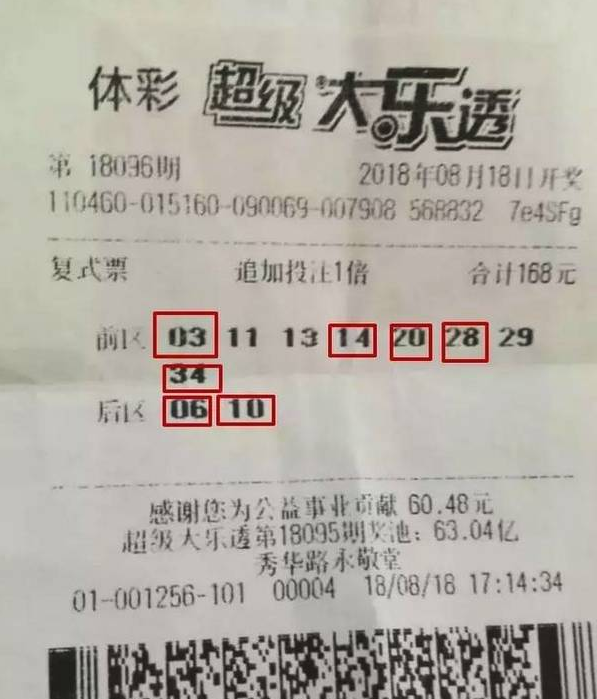 体彩 超级大乐透
第 18096期 2018年08月18日开奖
110460-015160-090069-007908 568832 7e4SFg
复式票 追加投注1倍 合计168元
前区 03 11 13 14 20 28 29
34
后区 06 10
感谢您为公益事业贡献 60.48元
超级大乐透第18095期奖池：63.04亿
秀华路永敬堂
01-001256-101 00004 18/08/18 17:14:34